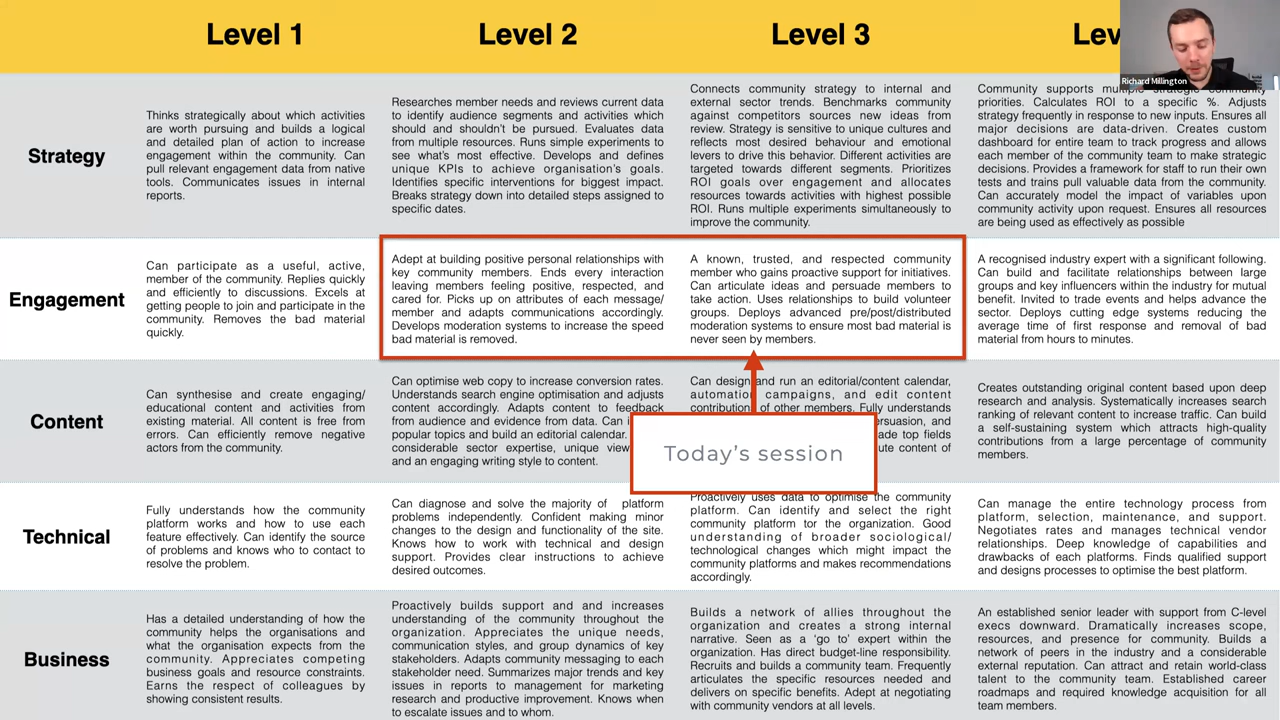 Level 1
Level 2
Level 3
Lev
Richard Millington
Strategy
Thinks strategically about which activities
are worth pursuing and builds a logical
and detailed plan of action to increase
engagement within the community. Can
pull relevant engagement data from native
tools. Communicates issues in internal
reports.
Researches member needs and reviews current data
to identify audience segments and activities which
should and shouldn't be pursued. Evaluates data
from multiple resources. Runs simple experiments to
see what's most effective. Develops and defines
unique KPIs to achieve organisation's goals.
Identifies specific interventions for biggest impact.
Breaks strategy down into detailed steps assigned to
specific dates.
Connects community strategy to internal and
external sector trends. Benchmarks community
against competitors sources new ideas from
review. Strategy is sensitive to unique cultures and
reflects most desired behaviour and emotional
levers to drive this behavior. Different activities are
targeted towards different segments. Prioritizes
ROI goals over engagement and allocates
resources towards activities with highest possible
ROI. Runs multiple experiments simultaneously to
improve the community.
Community supports multiple strategic community
priorities. Calculates ROI to a specific %. Adjusts
strategy frequently in response to new inputs. Ensures all
major decisions are data-driven. Creates custom
dashboard for entire team to track progress and allows
each member of the community team to make strategic
decisions. Provides a framework for staff to run their own
tests and trains pull valuable data from the community.
Can accurately model the impact of variables upon
community activity upon request. Ensures all resources
are being used as effectively as possible
Engagement
Can participate as a useful, active,
member of the community. Replies quickly
and efficiently to discussions. Excels at
getting people to join and participate in the
community. Removes the bad material
quickly.
Adept at building positive personal relationships with
key community members. Ends every interaction
leaving members feeling positive, respected, and
cared for. Picks up on attributes of each message/
member and adapts communications accordingly.
Develops moderation systems to increase the speed
bad material is removed.
A known, trusted, and respected community
member who gains proactive support for initiatives.
Can articulate ideas and persuade members to
take action. Uses relationships to build volunteer
groups. Deploys advanced pre/post/distributed
moderation systems to ensure most bad material is
never seen by members.
A recognised industry expert with a significant following.
Can build and facilitate relationships between large
groups and key influencers within the industry for mutual
benefit. Invited to trade events and helps advance the
sector. Deploys cutting edge systems reducing the
average time of first response and removal of bad
material from hours to minutes.
Content
Can synthesise and create engaging/
educational content and activities from
existing material. All content is free from
errors. Can efficiently remove negative
actors from the community.
Can optimise web copy to increase conversion rates.
Understands search engine optimisation and adjusts
content accordingly. Adapts content to feedback
from audience and evidence from data. Can
popular topics and build an editorial calendar.
considerable sector expertise, unique
and an engaging writing style to content.
Can design and run an editorial/content calendar,
automation campaigns, and edit content
contributions of other members. Fully understands
persuasion, and
top fields
content of
Today's session
Creates outstanding original content based upon deep
research and analysis. Systematically increases search
ranking of relevant content to increase traffic. Can build
a self-sustaining system which attracts high-quality
contributions from a large percentage of community
members.
Technical
Fully understands how the community
platform works and how to use each
feature effectively. Can identify the source
of problems and knows who to contact to
resolve the problem.
Can diagnose and solve the majority of platform
problems independently. Confident making minor
changes to the design and functionality of the site.
Knows how to work with technical and design
support. Provides clear instructions to achieve
desired outcomes.
Proactively uses data to optimise the community
platform. Can identify and select the right
community platform tor the organization. Good
understanding of broader sociological/
technological changes which might impact the
community platforms and makes recommendations
accordingly.
Can manage the entire technology process from
platform, selection, maintenance, and support.
Negotiates rates and manages technical vendor
relationships. Deep knowledge of capabilities and
drawbacks of each platforms. Finds qualified support
and designs processes to optimise the best platform.
Business
Has a detailed understanding of how the
community helps the organisations and
what the organisation expects from the
community. Appreciates competing
business goals and resource constraints.
Earns the respect of colleagues by
showing consistent results.
Proactively builds support and and increases
understanding of the community throughout the
organization. Appreciates the unique needs,
communication styles, and group dynamics of key
stakeholders. Adapts community messaging to each
stakeholder need. Summarizes major trends and key
issues in reports to management for marketing
research and productive improvement. Knows when
to escalate issues and to whom.
Builds a network of allies throughout the
organization and creates a strong internal
narrative. Seen as a 'go to' expert within the
organization. Has direct budget-line responsibility.
Recruits and builds a community team. Frequently
articulates the specific resources needed and
delivers on specific benefits. Adept at negotiating
with community vendors at all levels.
An established senior leader with support from C-level
execs downward. Dramatically increases scope,
resources, and presence for community. Builds a
network of peers in the industry and a considerable
external reputation. Can attract and retain world-class
talent to the community team. Established career
roadmaps and required knowledge acquisition for all
team members.